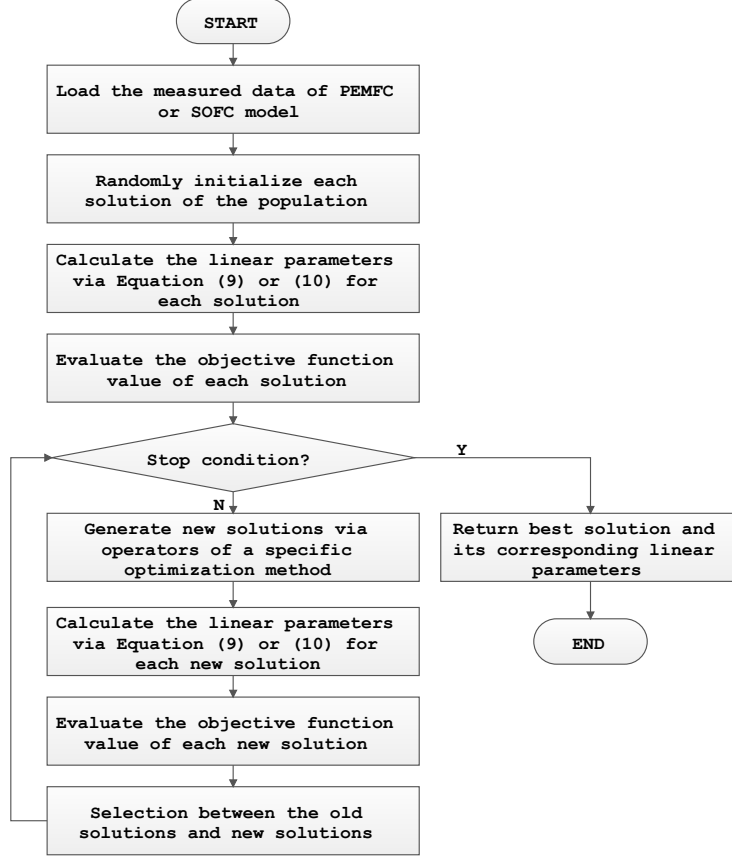 START
Load the measured data of PEMFC
or SOFC model
Randomly initialize each
solution of the population
Calculate the linear parameters
via Equation (9) or (10) for
each solution
Evaluate the objective function
value of each solution
Stop condition?
Y
N
Generate new solutions via
operators of a specific
optimization method
Return best solution and
its corresponding linear
parameters
Calculate the linear parameters
via Equation (9) or (10) for
each new solution
END
Evaluate the objective function
value of each new solution
Selection between the old
solutions and new solutions